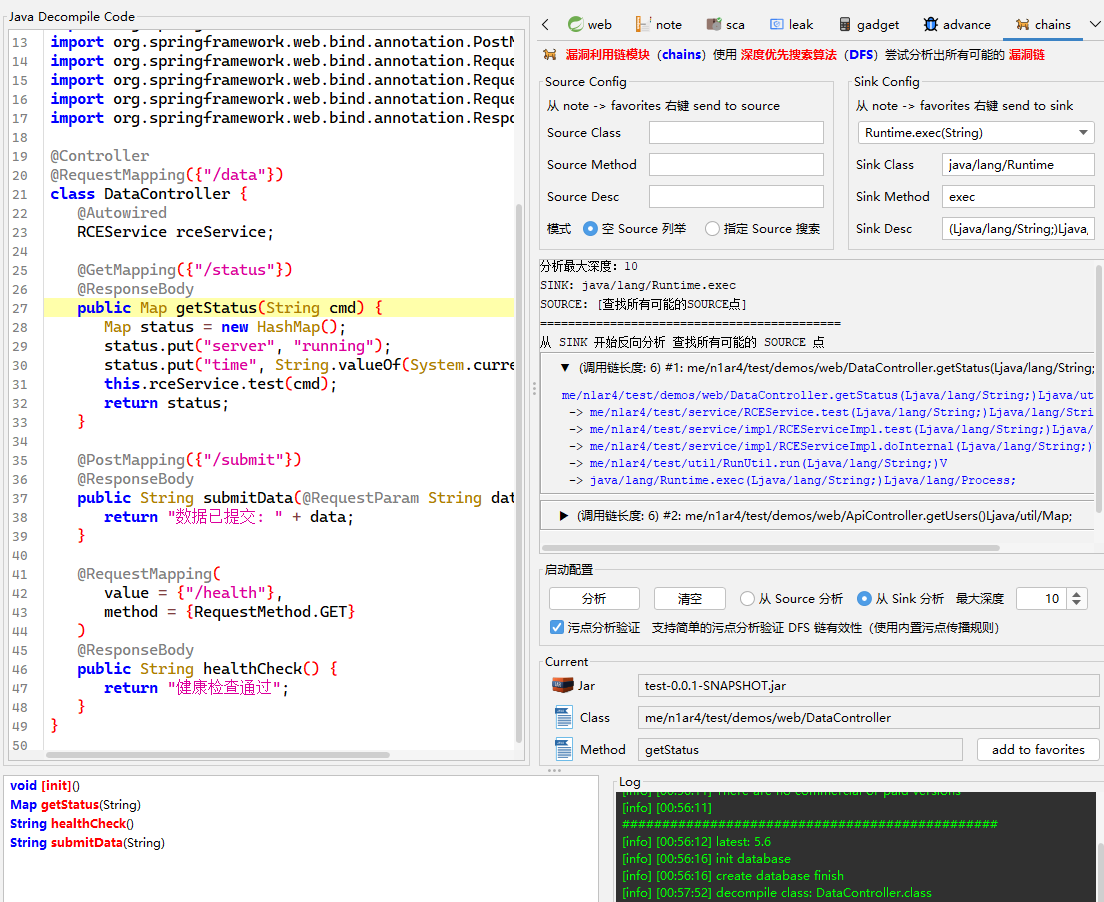 Java Decompile Code
13 import org.springframework.web.bind.annotation.PostM
14 import org.springframework.web.bind.annotation.Reque
15 import org.springframework.web.bind.annotation.Reque
16 import org.springframework.web.bind.annotation.Reque
17 import org.springframework.web.bind.annotation.Respo
18
19 @Controller
20 @RequestMapping({"/data"})
21 class DataController {
22 @Autowired
23 RCEService rceService;
24
25 @GetMapping({"/status"})
26 @ResponseBody
27 public Map getStatus(String cmd) {
28 Map status = new HashMap();
29 status.put("server", "running");
30 status.put("time", String.valueOf(System.curre
31 this.rceService.test(cmd);
32 return status;
33 }
34
35 @PostMapping({"/submit"})
36 @ResponseBody
37 public String submitData(@RequestParam String dat
38 return "数据已提交: " + data;
39 }
40
41 @RequestMapping(
42 value = {"/health"},
43 method = {RequestMethod.GET}
44 )
45 @ResponseBody
46 public String healthCheck() {
47 return "健康检查通过";
48 }
49 }
50
void [init]()
Map getStatus(String)
String healthCheck()
String submitData(String)
web note sca leak gadget advance chains
漏洞利用链模块（chains）使用 深度优先搜索算法（DFS）尝试分析出所有可能的 漏洞链
Source Config
从 note -> favorites 右键 send to source
Source Class
Source Method
Source Desc
模式 空 Source 列举 指定 Source 搜索
Sink Config
从 note -> favorites 右键 send to sink
Runtime.exec(String)
Sink Class java/lang/Runtime
Sink Method exec
Sink Desc (Ljava/lang/String;)Ljava,
分析最大深度: 10
SINK: java/lang/Runtime.exec
SOURCE: [查找所有可能的SOURCE点]
===========================================
从 SINK 开始反向分析 查找所有可能的 SOURCE 点
▼ (调用链长度: 6) #1: me/n1ar4/test/demos/web/DataController.getStatus(Ljava/lang/String;
me/n1ar4/test/demos/web/DataController.getStatus(Ljava/lang/String;)Ljava/ut
-> me/n1ar4/test/service/RCEService.test(Ljava/lang/String;)Ljava/lang/Stri
-> me/n1ar4/test/service/impl/RCEServiceImpl.test(Ljava/lang/String;)Ljava/
-> me/n1ar4/test/service/impl/RCEServiceImpl.doInternal(Ljava/lang/String;)
-> me/n1ar4/test/util/RunUtil.run(Ljava/lang/String;)V
-> java/lang/Runtime.exec(Ljava/lang/String;)Ljava/lang/Process;
▶ (调用链长度: 6) #2: me/n1ar4/test/demos/web/ApiController.getUsers()Ljava/util/Map;
启动配置
分析 清空 从 Source 分析 从 Sink 分析 最大深度 10
污点分析验证 支持简单的污点分析验证 DFS 链有效性（使用内置污点传播规则）
Current
Jar test-0.0.1-SNAPSHOT.jar
Class me/n1ar4/test/demos/web/DataController
Method getStatus add to favorites
Log
[info] [00:56:11] There are no commercial or paid versions
[info] [00:56:11]
###############################################
[info] [00:56:12] latest: 5.6
[info] [00:56:16] init database
[info] [00:56:16] create database finish
[info] [00:57:52] decompile class: DataController.class